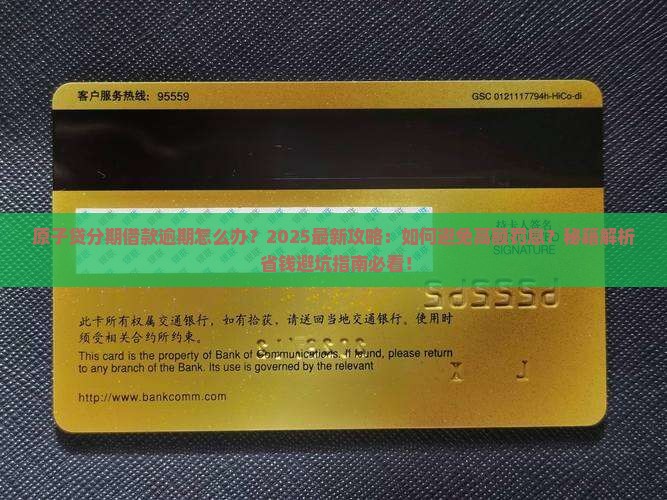 客户服务热线：95559
GSC 0121117794h-HiCo-di
持卡人签名
SIGNATURE
原子贷分期借款逾期怎么办？2025最新攻略：如何避免高额罚息？秘籍解析
省钱避坑指南必看！
此卡所有权属交通银行，如有拾获，请送回当地交通银行。使用时
须受相关合约所约束。
This card is the property of Bank of Communications. If found, please return
to any branch of the Bank. Its use is governed by the relevant
http://www.bankcomm.com